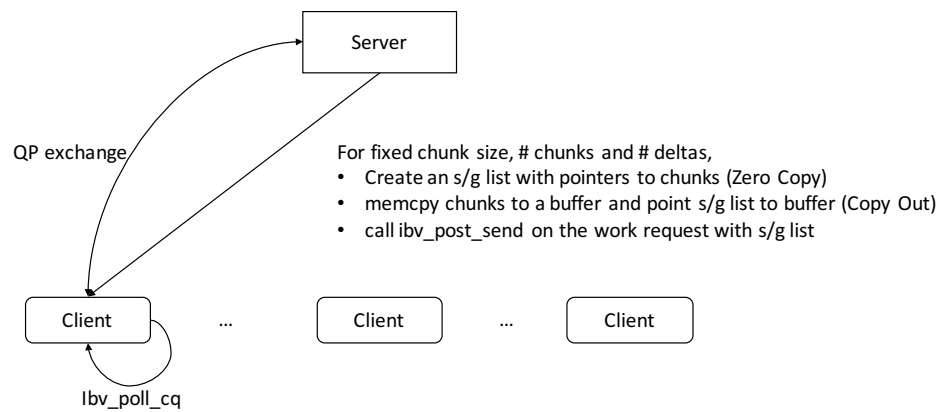 Server
QP exchange
For fixed chunk size, # chunks and # deltas,
• Create an s/g list with pointers to chunks (Zero Copy)
• memcpy chunks to a buffer and point s/g list to buffer (Copy Out)
• call ibv_post_send on the work request with s/g list
Client
...
Client
...
Client
Ibv_poll_cq